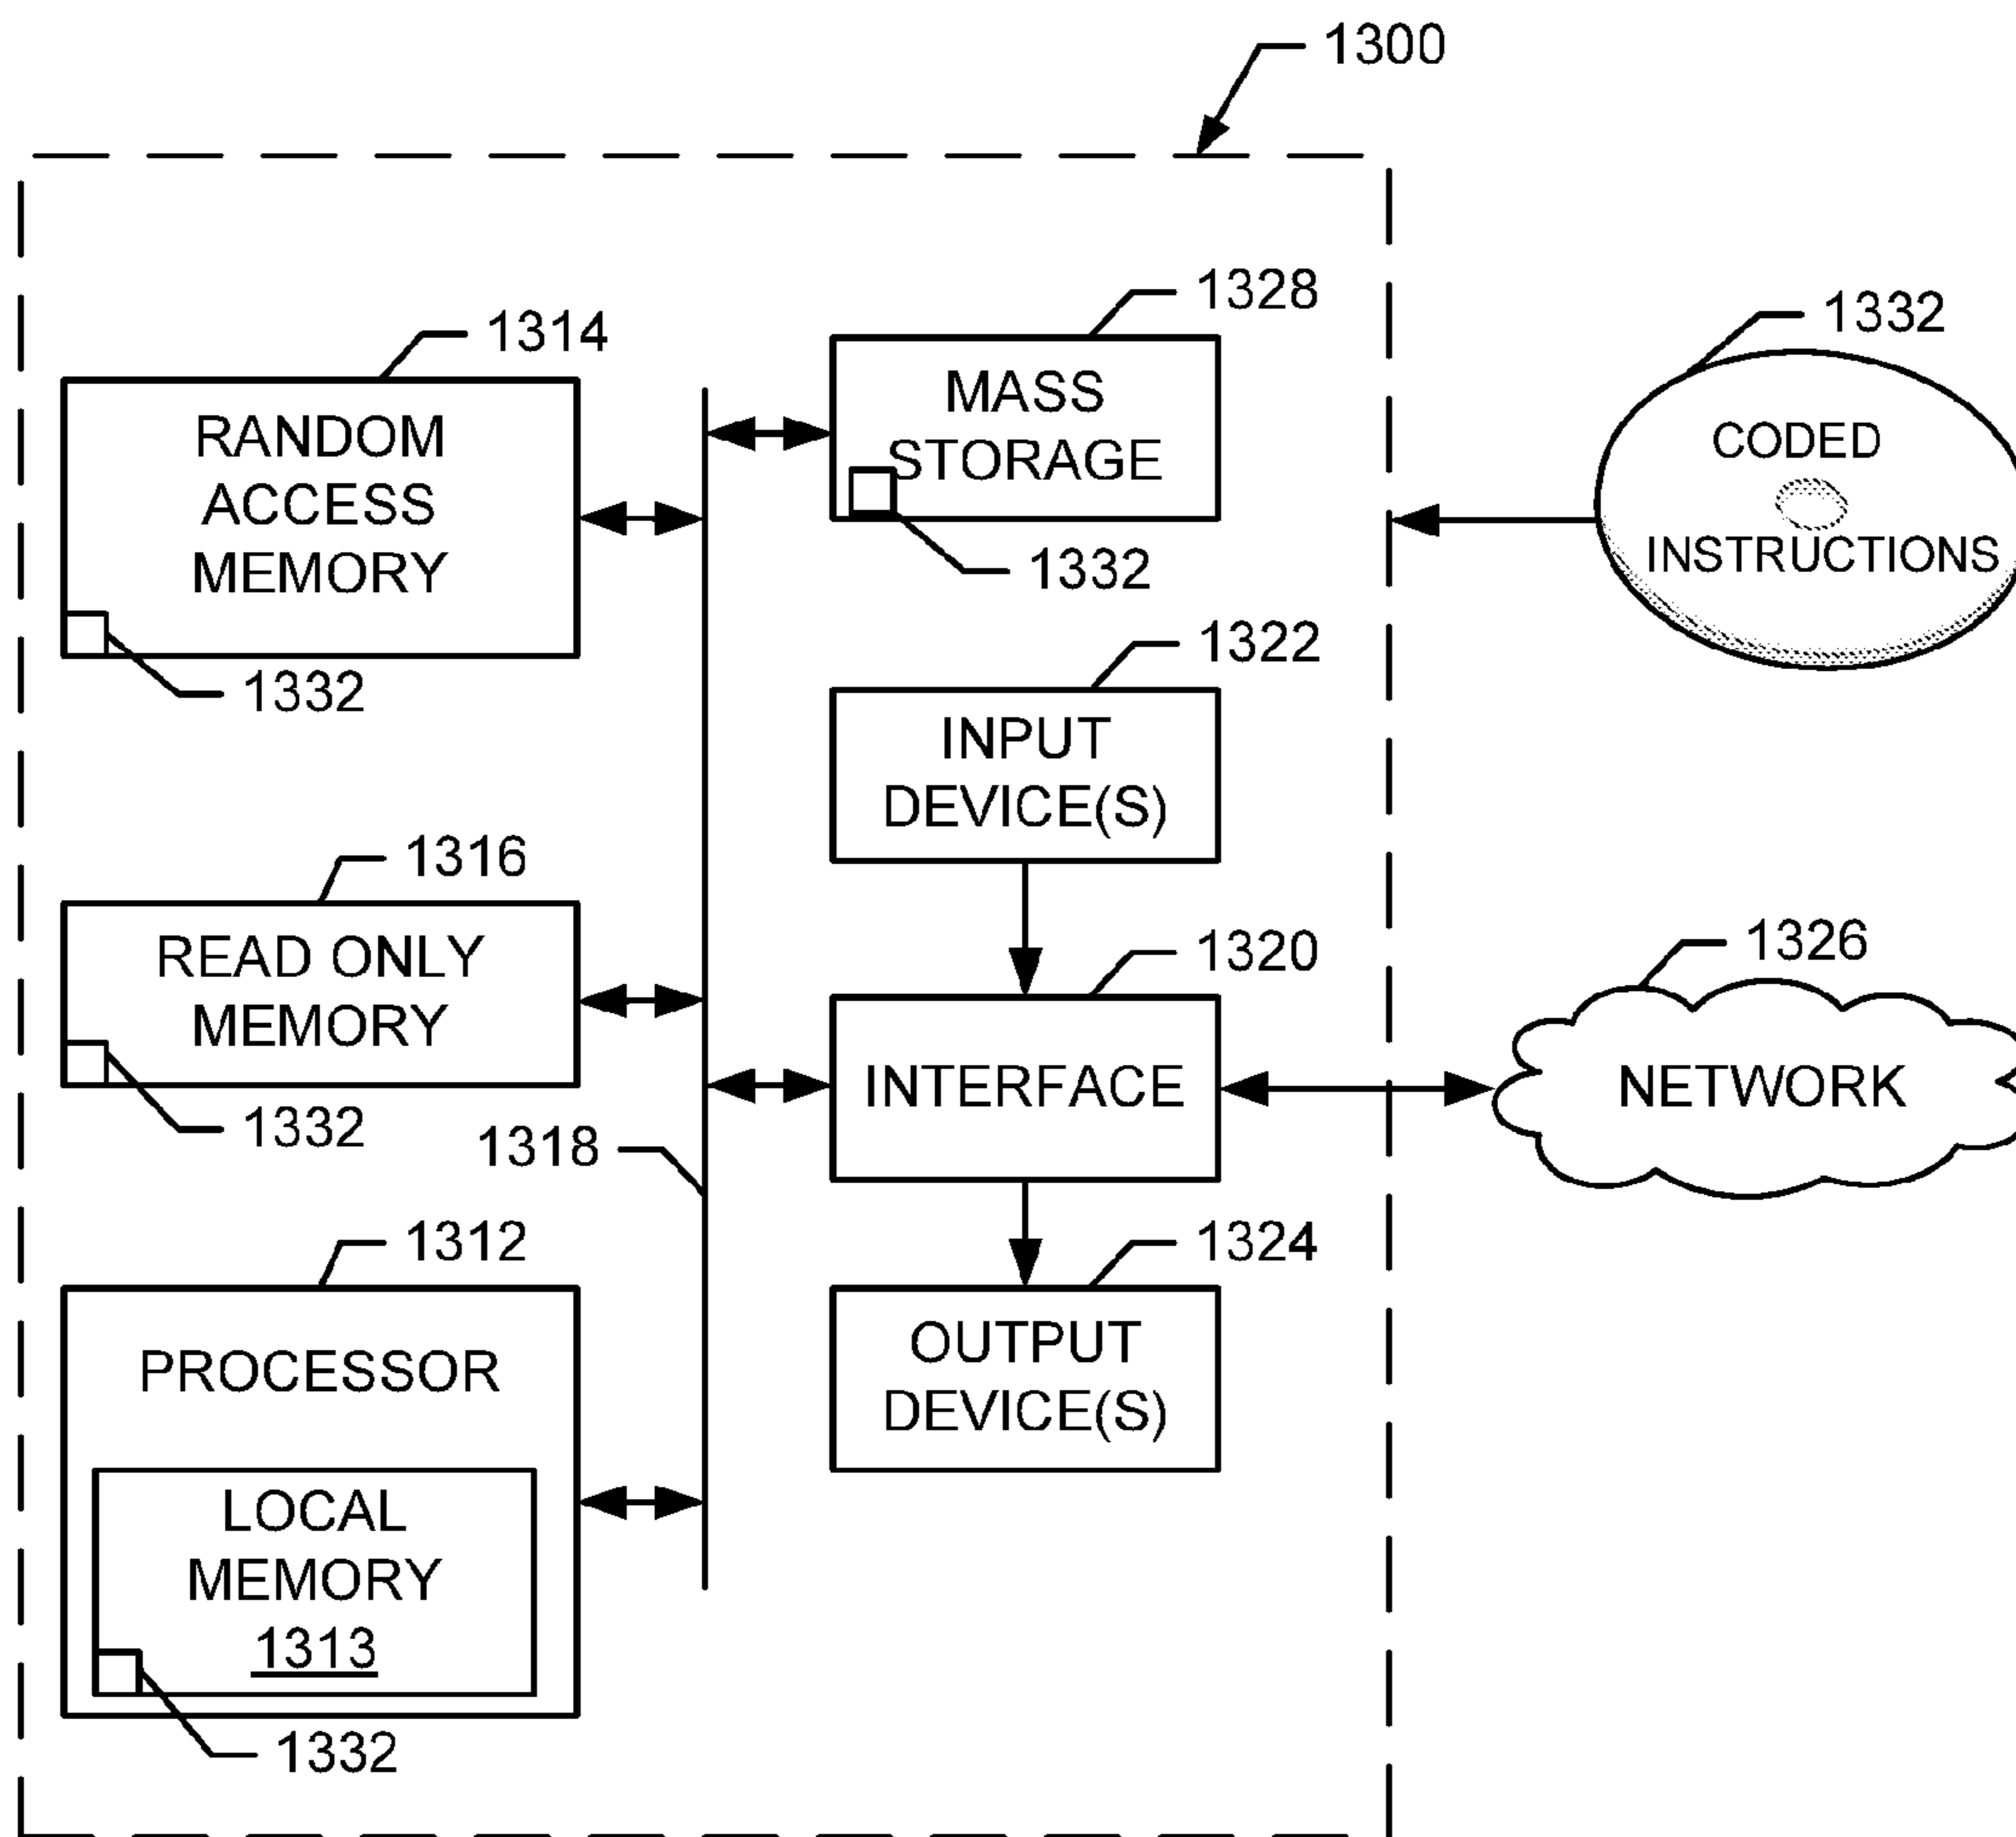 1300
1314
RANDOM
ACCESS
MEMORY
1332
1316
READ ONLY
MEMORY
1332
1318
1312
PROCESSOR
LOCAL
MEMORY
1313
1332
1328
MASS
STORAGE
1332
1322
INPUT
DEVICE(S)
1320
INTERFACE
1324
OUTPUT
DEVICE(S)
1332
CODED
INSTRUCTIONS
1326
NETWORK